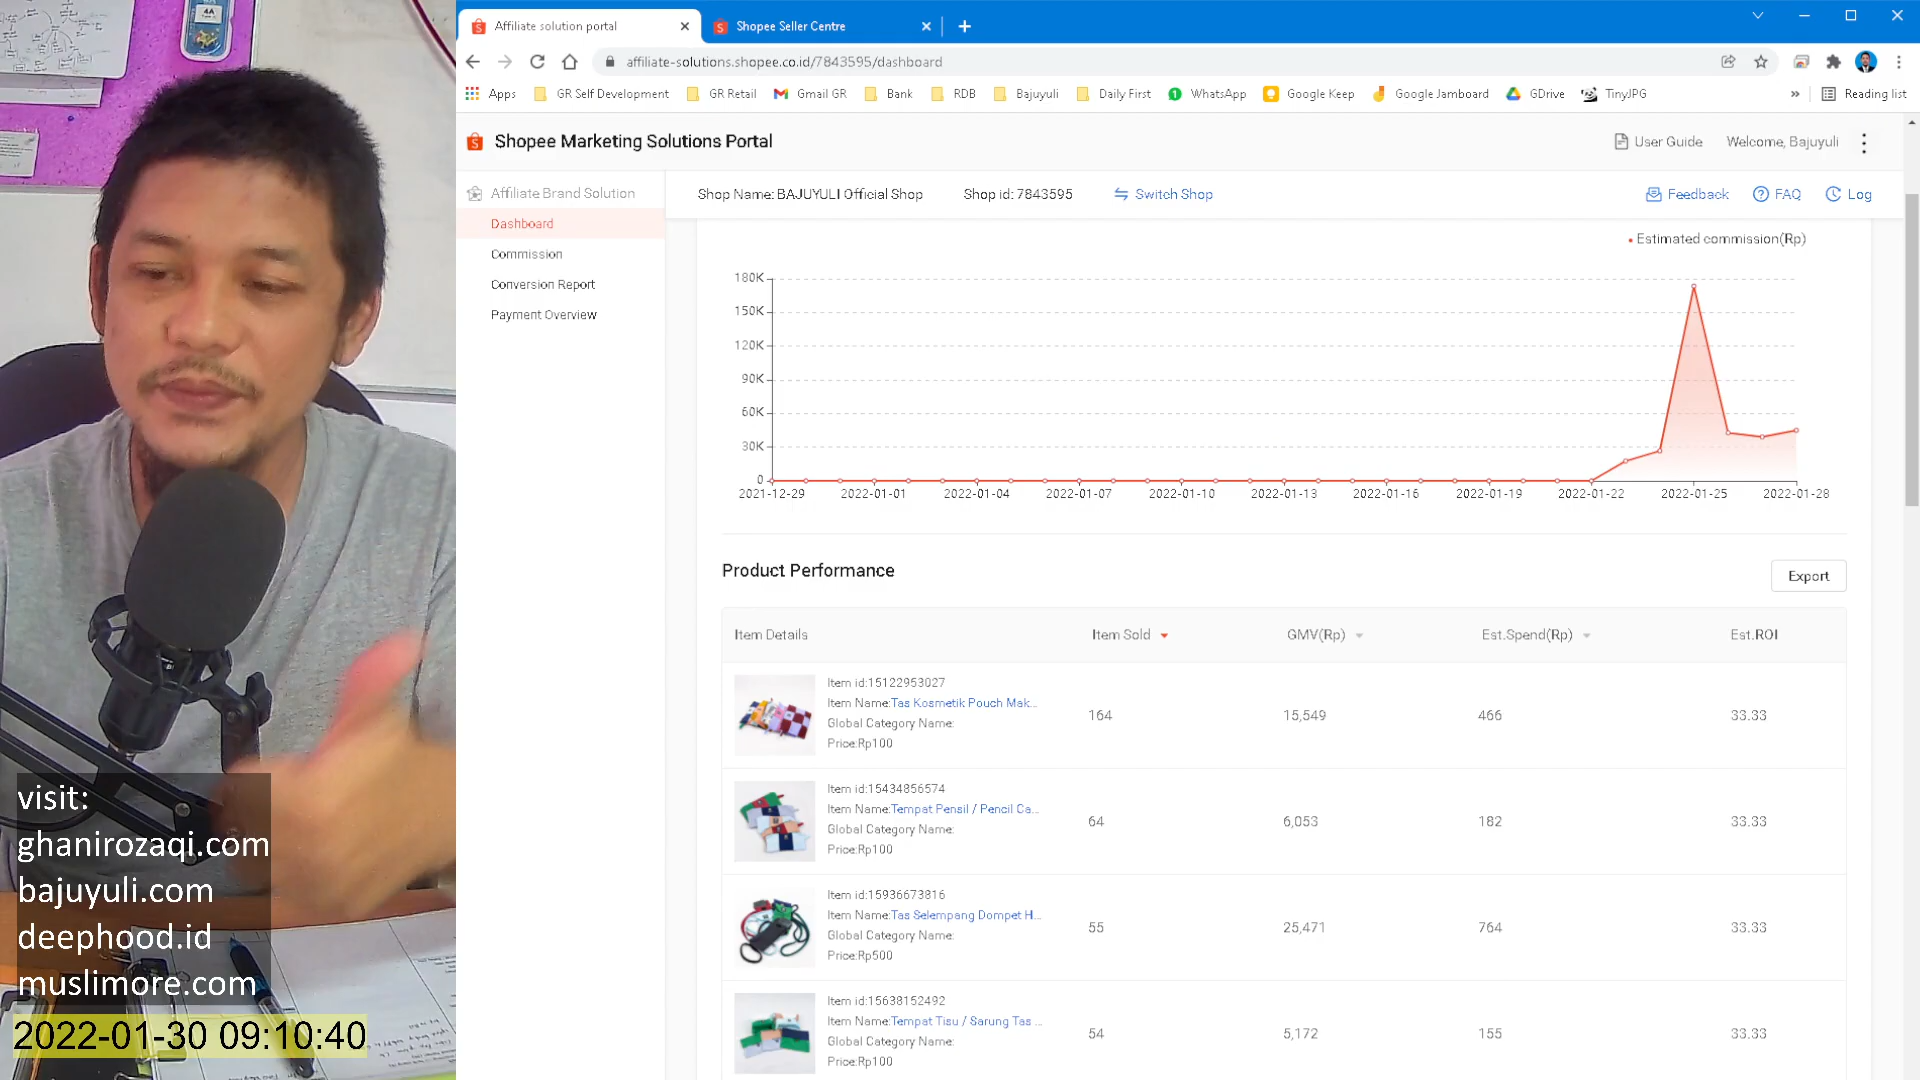 4A
Affiliate solution portal
Shopee Seller Centre
affiliate-solutions.shopee.co.id/7843595/dashboard
Apps
GR Self Development
GR Retail
Gmail GR
Bank
RDB
Bajuyuli
Daily First
WhatsApp
Google Keep
Google Jamboard
GDrive
TinyJPG
»
Reading list
Shopee Marketing Solutions Portal
User Guide
Welcome, Bajuyuli
Affiliate Brand Solution
Dashboard
Commission
Conversion Report
Payment Overview
Shop Name: BAJUYULI Official Shop
Shop id: 7843595
Switch Shop
Feedback
FAQ
Log
Estimated commission(Rp)
180K
150K
120K
90K
60K
30K
0
2021-12-29
2022-01-01
2022-01-04
2022-01-07
2022-01-10
2022-01-13
2022-01-16
2022-01-19
2022-01-22
2022-01-25
2022-01-28
Product Performance
Export
Item Details
Item Sold
GMV(Rp)
Est.Spend(Rp)
Est.ROI
Item id:15122953027
Item Name:Tas Kosmetik Pouch Mak...
Global Category Name:
Price:Rp100
164
15,549
466
33.33
Item id:15434856574
Item Name:Tempat Pensil / Pencil Ca...
Global Category Name:
Price:Rp100
64
6,053
182
33.33
Item id:15936673816
Item Name:Tas Selempang Dompet H...
Global Category Name:
Price:Rp500
55
25,471
764
33.33
Item id:15638152492
Item Name:Tempat Tisu / Sarung Tas ...
Global Category Name:
Price:Rp100
54
5,172
155
33.33
visit:
ghanirozaqi.com
bajuyuli.com
deephood.id
muslimore.com
2022-01-30 09:10:40